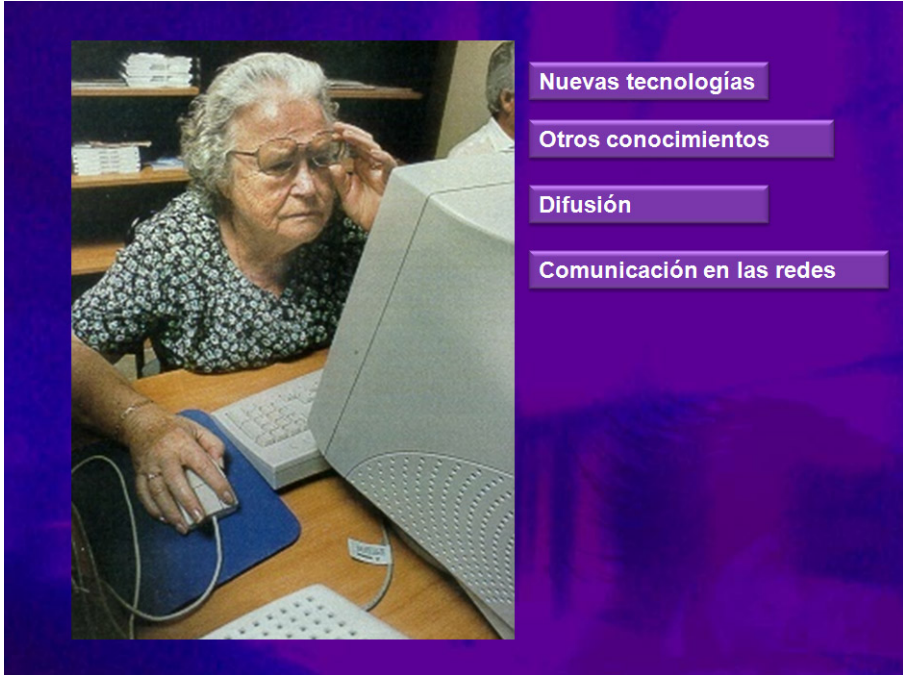 Nuevas tecnologías
Otros conocimientos
Difusión
Comunicación en las redes